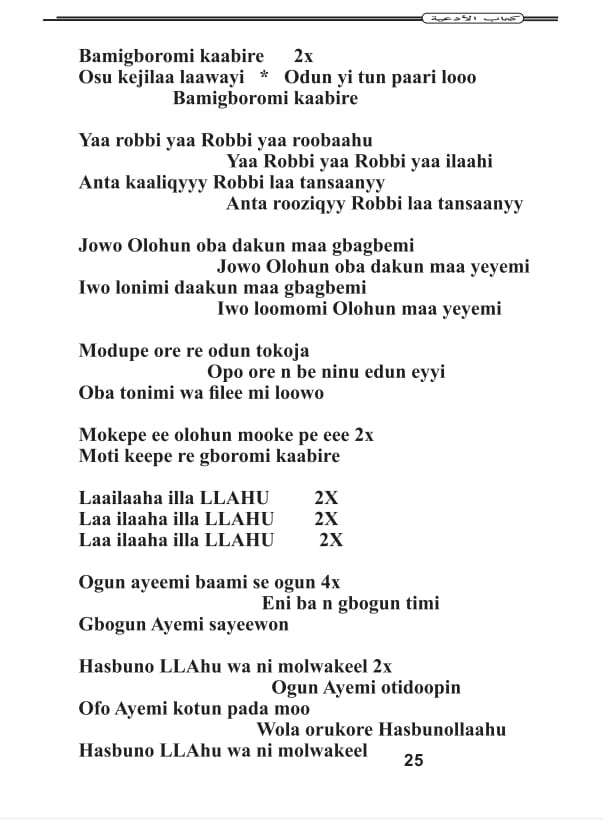 كتاب الأدعية
Bamigboromi kaabire 2x
Osu kejilaa laawayi * Odun yi tun paari looo
Bamigboromi kaabire
Yaa robbi yaa Robbi yaa roobaahu
Yaa Robbi yaa Robbi yaa ilaahi
Anta kaaliqyyy Robbi laa tansaanyy
Anta rooziqyy Robbi laa tansaanyy
Jowo Olohun oba dakun maa gbagbemi
Jowo Olohun oba dakun maa yeyemi
Iwo lonimi daakun maa gbagbemi
Iwo loomomi Olohun maa yeyemi
Modupe ore re odun tokoja
Opo ore n be ninu edun eyyi
Oba tonimi wa filee mi loowo
Mokepe ee olohun mooke pe eee 2x
Moti keepe re gboromi kaabire
Laailaaha illa LLAHU 2X
Laa ilaaha illa LLAHU 2X
Laa ilaaha illa LLAHU 2X
Ogun ayeemi baami se ogun 4x
Eni ba n gbogun timi
Gbogun Ayemi sayeewon
Hasbuno LLAhu wa ni molwakeel 2x
Ogun Ayemi otidoopin
Ofo Ayemi kotun pada moo
Wola orukore Hasbunollaahu
Hasbuno LLAhu wa ni molwakeel
25